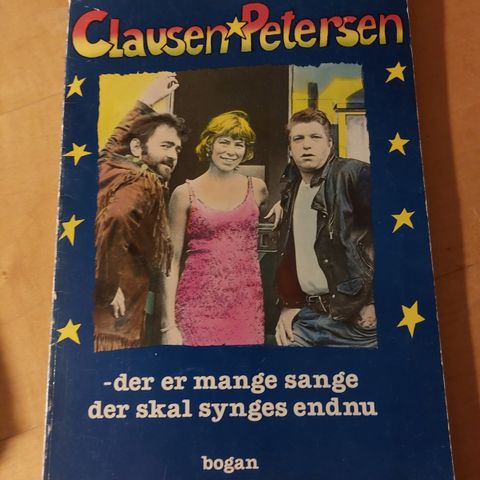 Clausen★Petersen
-der er mange sange
der skal synges endnu
bogan